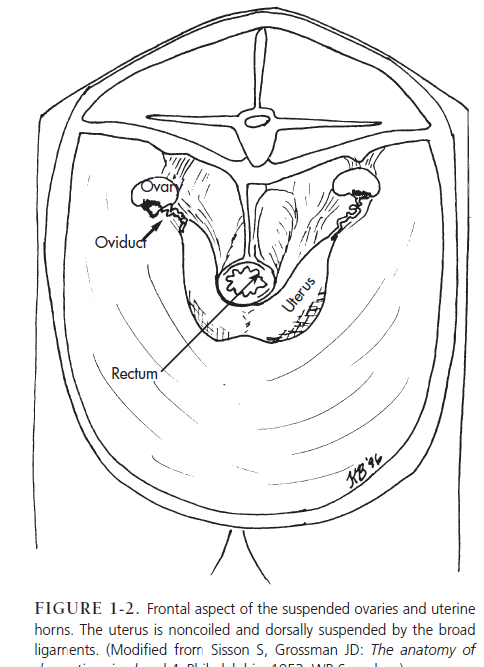 Ovary
Oviduct
Uterus
Rectum
KB '96
FIGURE 1-2. Frontal aspect of the suspended ovaries and uterine
horns. The uterus is noncoiled and dorsally suspended by the broad
ligaments. (Modified from Sisson S, Grossman JD: The anatomy of